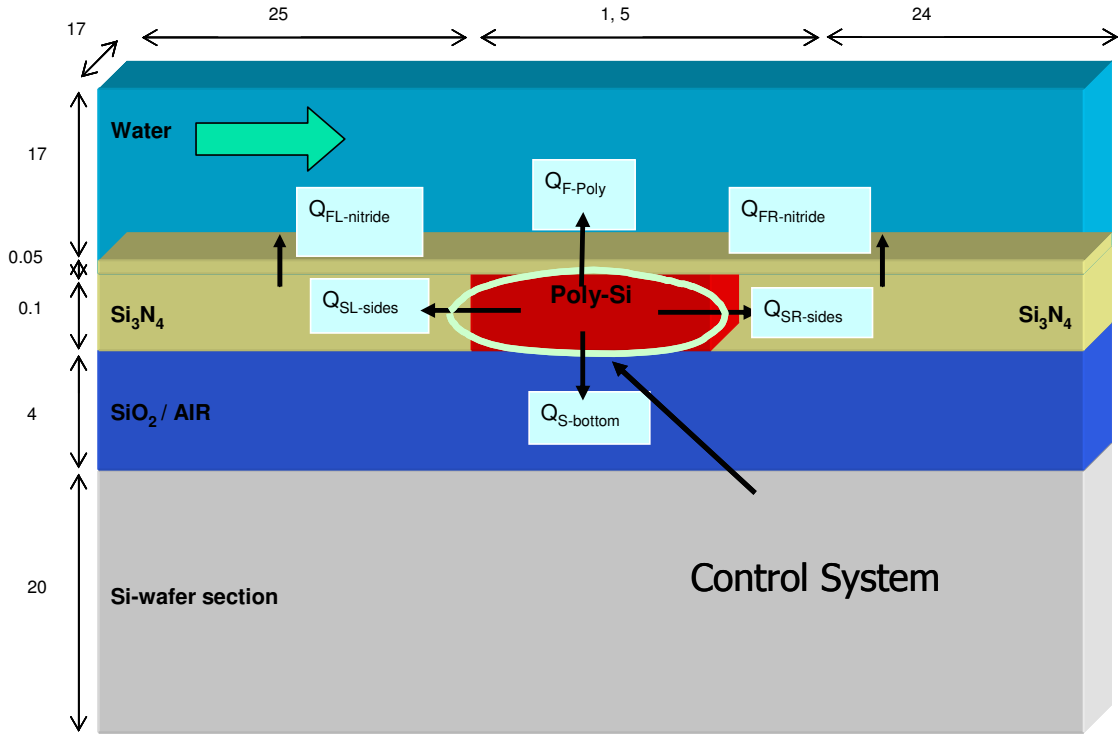 25
1, 5
24
17
Water
17
Q_F-Poly
Q_FL-nitride
Q_FR-nitride
0.05
0.1
Si₃N₄
Q_SL-sides
Poly-Si
Q_SR-sides
Si₃N₄
4
SiO₂ / AIR
Q_S-bottom
20
Si-wafer section
Control System